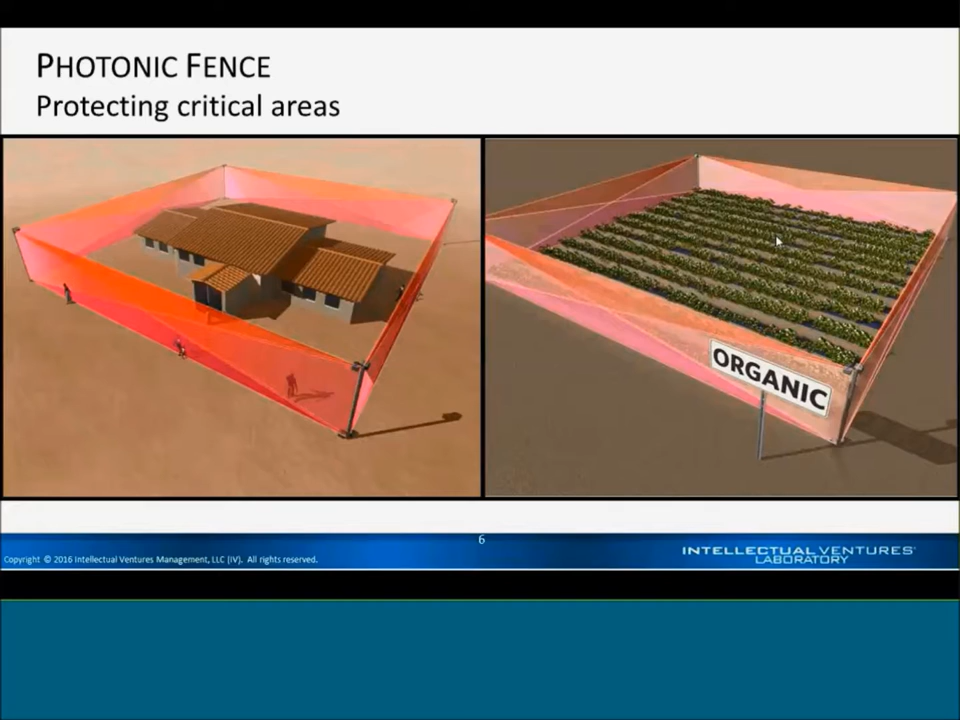 PHOTONIC FENCE
Protecting critical areas
ORGANIC
6
Copyright © 2016 Intellectual Ventures Management, LLC (IV). All rights reserved.
INTELLECTUAL VENTURES®
LABORATORY